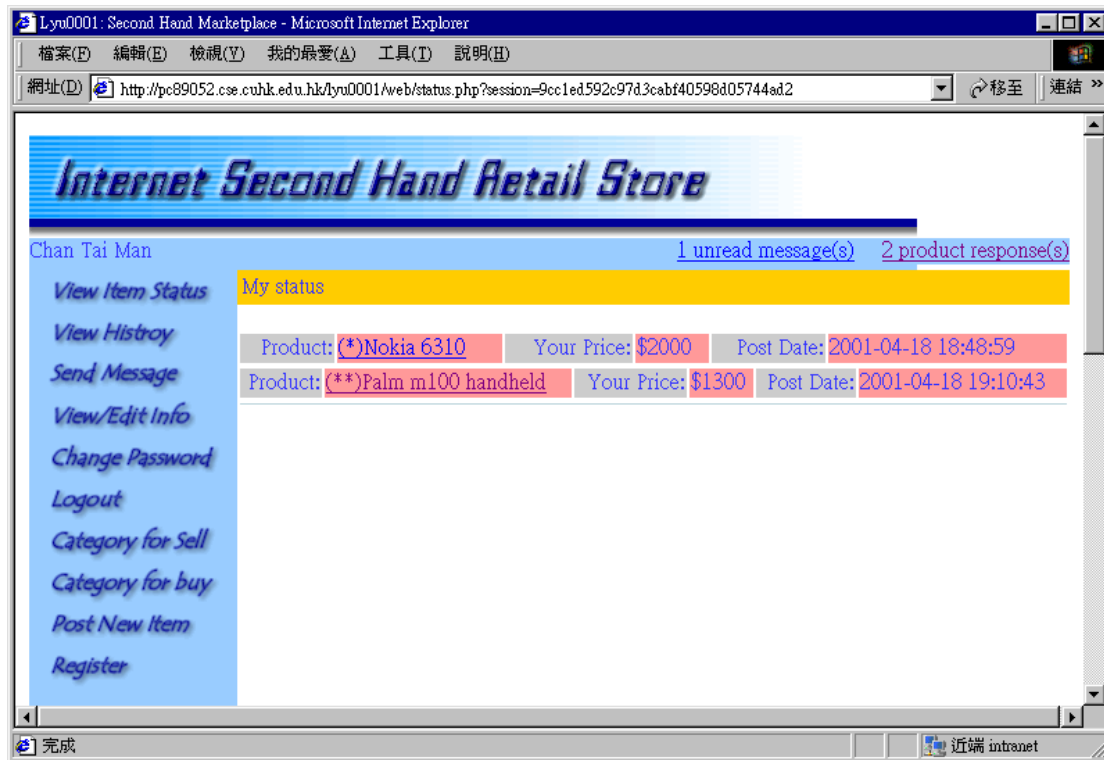 Lyu0001: Second Hand Marketplace - Microsoft Internet Explorer
檔案(F) 編輯(E) 檢視(V) 我的最愛(A) 工具(T) 說明(H)
網址(D) http://pc89052.cse.cuhk.edu.hk/lyu0001/web/status.php?session=9cc1ed592c97d3cabf40598d05744ad2 移至 連結 »
Internet Second Hand Retail Store
Chan Tai Man 1 unread message(s) 2 product response(s)
My status
Product: (*)Nokia 6310 Your Price: $2000 Post Date: 2001-04-18 18:48:59
Product: (**)Palm m100 handheld Your Price: $1300 Post Date: 2001-04-18 19:10:43
View Item Status
View Histroy
Send Message
View/Edit Info
Change Password
Logout
Category for Sell
Category for buy
Post New Item
Register
完成 近端 intranet